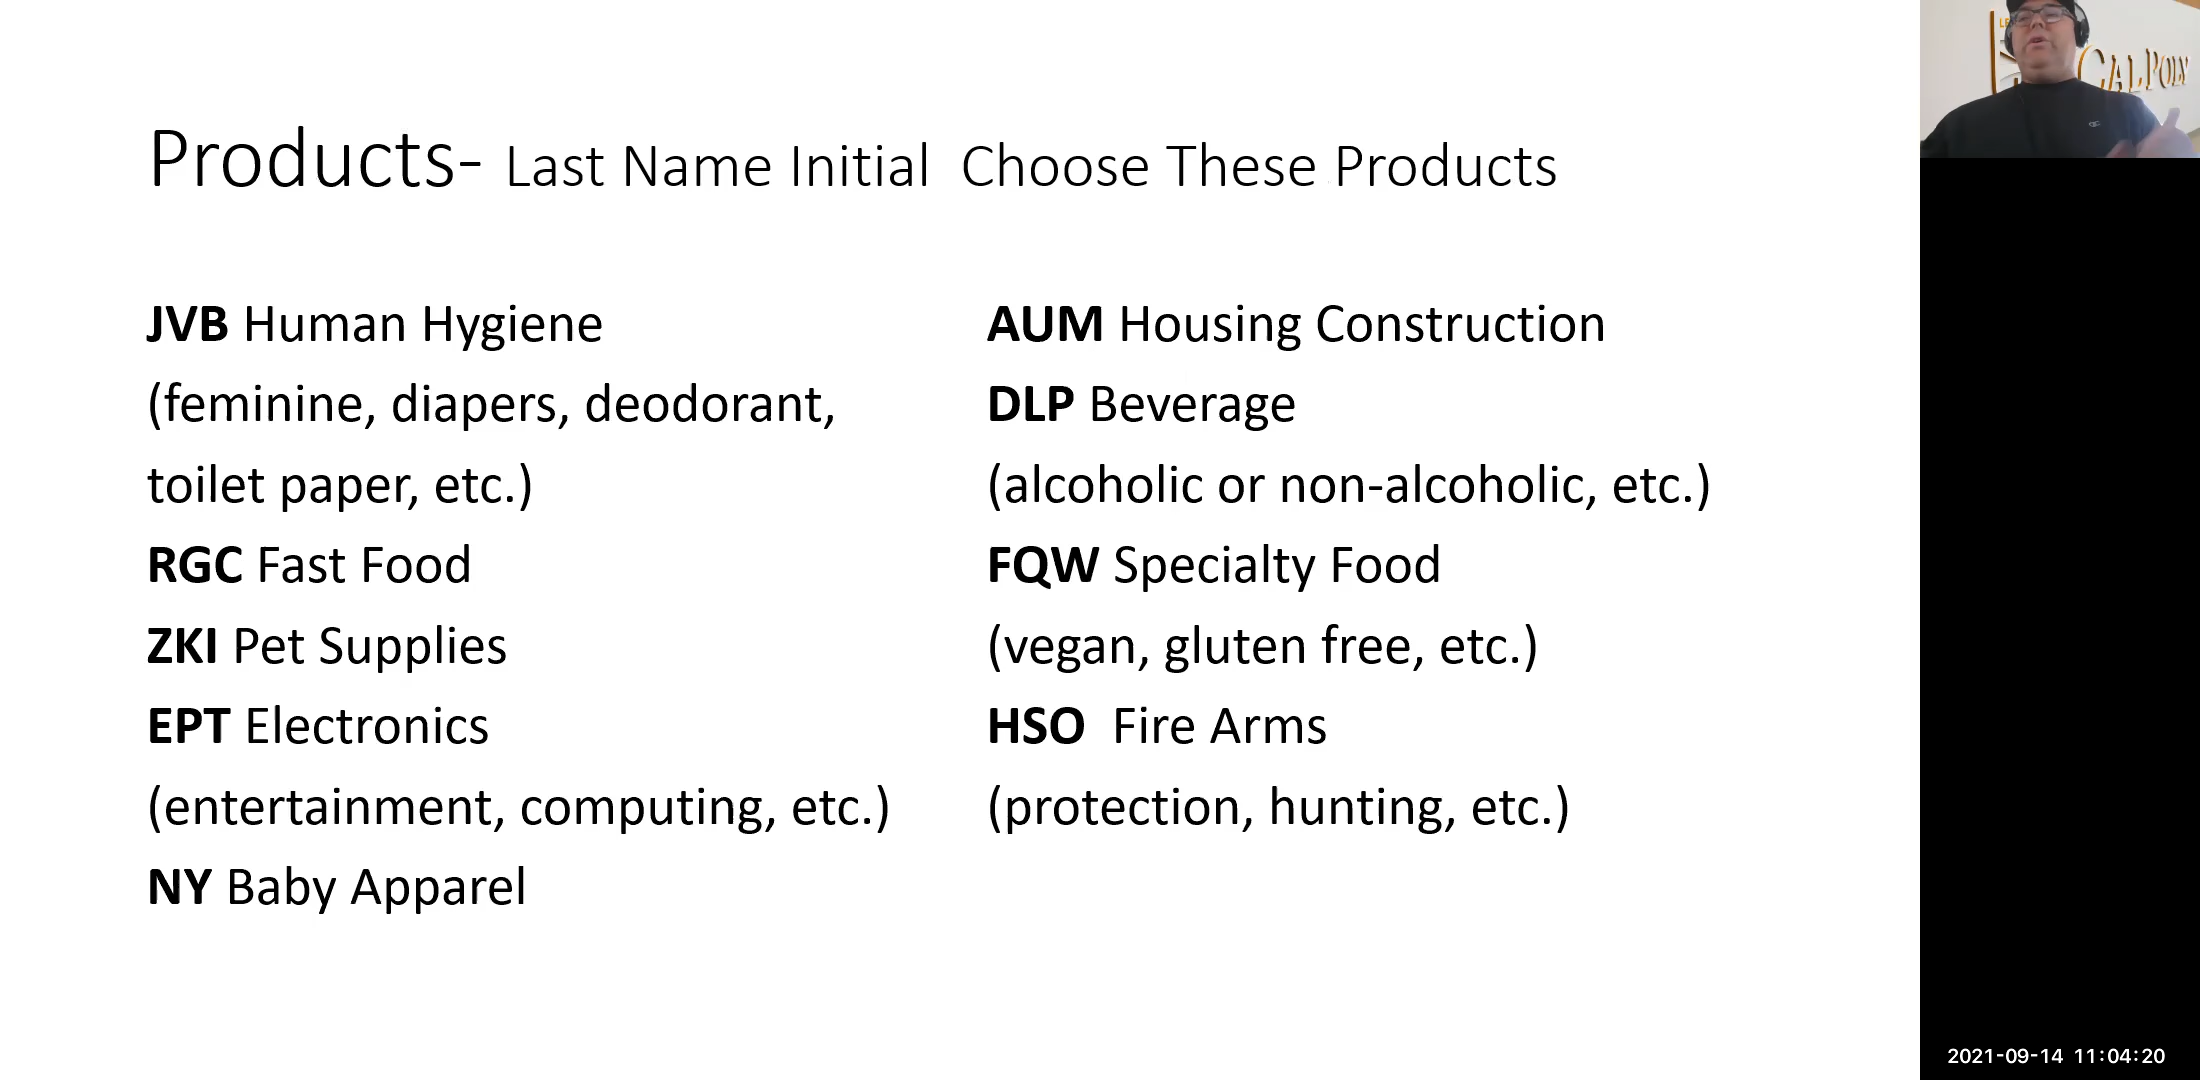 Products- Last Name Initial  Choose These Products
JVB Human Hygiene
(feminine, diapers, deodorant,
toilet paper, etc.)
RGC Fast Food
ZKI Pet Supplies
EPT Electronics
(entertainment, computing, etc.)
NY Baby Apparel
AUM Housing Construction
DLP Beverage
(alcoholic or non-alcoholic, etc.)
FQW Specialty Food
(vegan, gluten free, etc.)
HSO  Fire Arms
(protection, hunting, etc.)
CAL POLY
2021-09-14 11:04:20